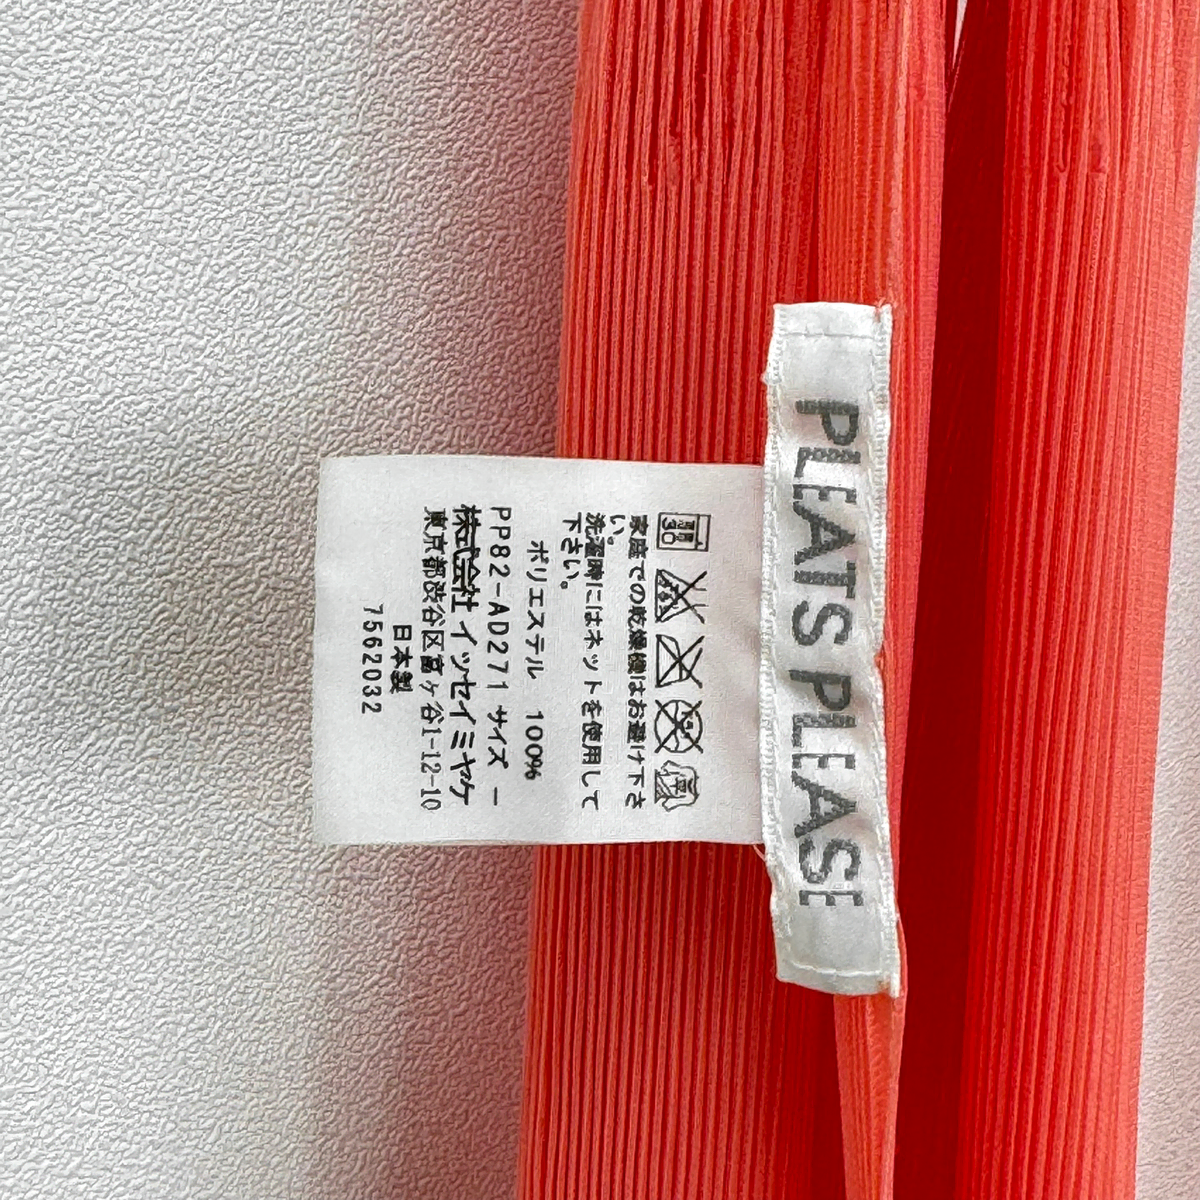 PLEATS PLEASE
30
家庭での乾燥機はお避け下さ
い。
洗濯時にはネットを使用して
下さい。
ポリエステル 100%
PP82-AD271 サイズ —
株式会社 イッセイミヤケ
東京都渋谷区富ヶ谷1-12-10
日本製
7562032